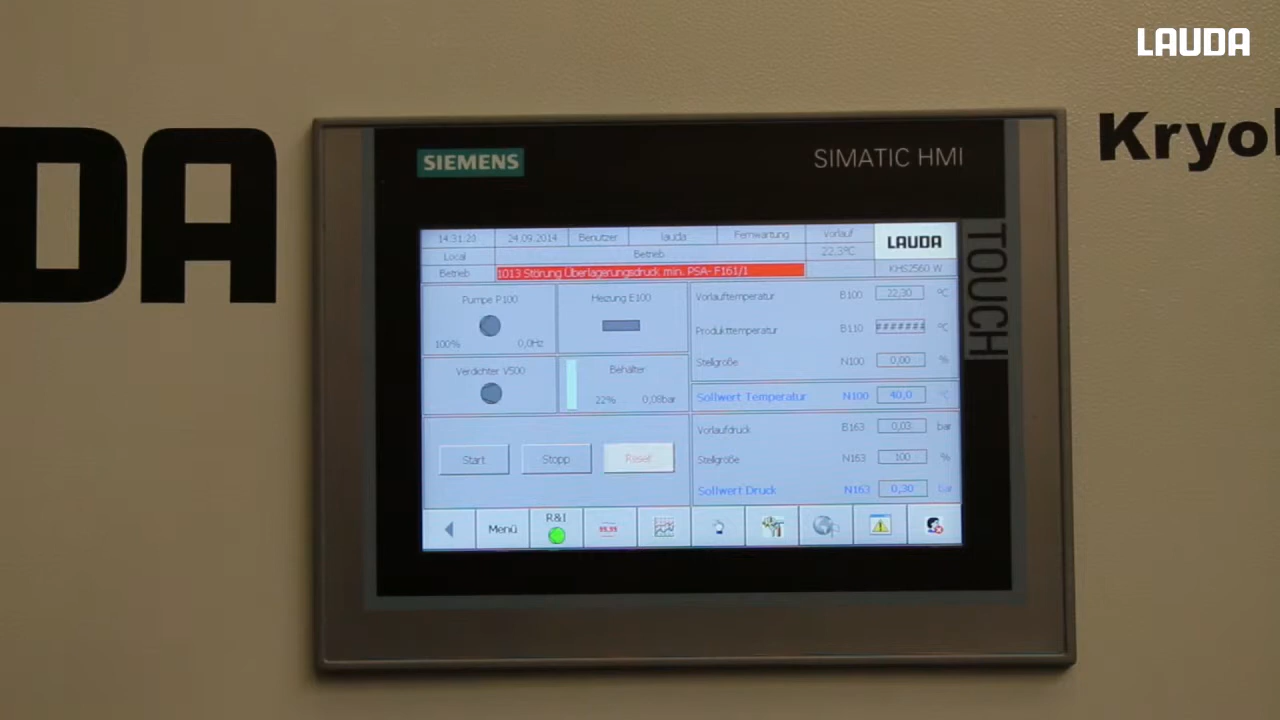 LAUDA
DA
Kryo
SIEMENS
SIMATIC HMI
TOUCH
14:31:20 24.09.2014 Benutzer lauda Fernwartung Vorlauf LAUDA
Local Betrieb 22.3°C
Betrieb 1013 Störung Überlagerungsdruck min. PSA- F161/1 KHS2560 W
Pumpe P100
100% 0,0Hz
Heizung E100
Verdichter V500
Behälter
22% 0,08bar
Vorlauftemperatur B100 22,30 °C
Produkttemperatur B110 ####### °C
Stellgröße N100 0,00 %
Sollwert Temperatur N100 40,0 °C
Vorlaufdruck B163 0,03 bar
Stellgröße N163 100 %
Sollwert Druck N163 0,30 bar
Start Stopp Reset
Menü R&I